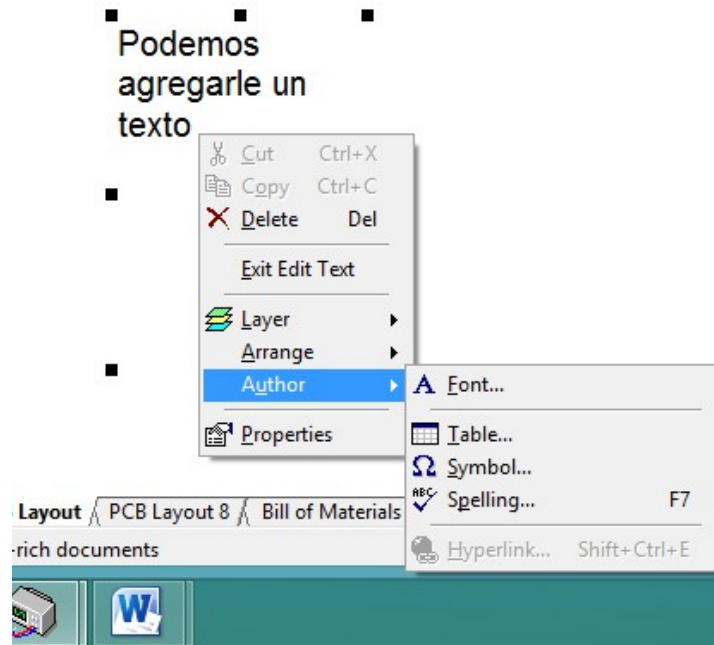 Podemos
agregarle un
texto
Cut Ctrl+X
Copy Ctrl+C
Delete Del
Exit Edit Text
Layer
Arrange
Author
Properties
A Font...
Table...
Ω Symbol...
ABC Spelling... F7
Hyperlink... Shift+Ctrl+E
Layout PCB Layout 8 Bill of Materials
-rich documents
W